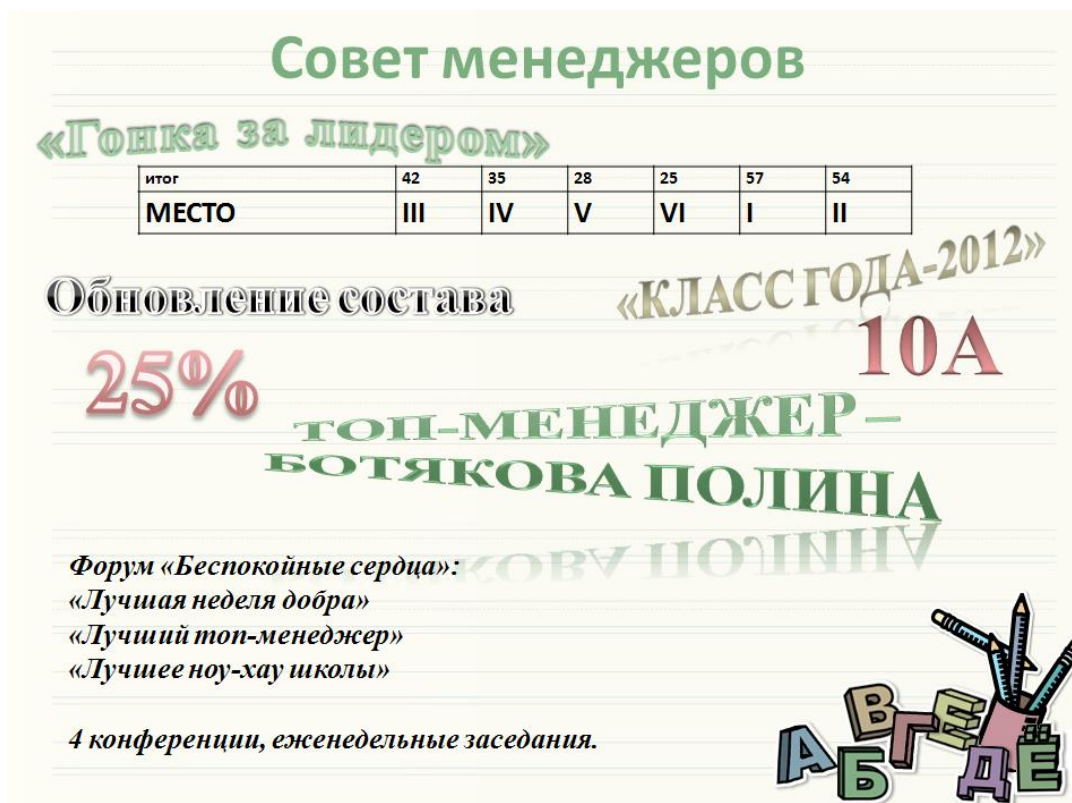 Совет менеджеров
«Гонка за лидером»
итог 42 35 28 25 57 54
МЕСТО III IV V VI I II
Обновление состава
«КЛАСС ГОДА-2012»
25%
10А
ТОП-МЕНЕДЖЕР–
БОТЯКОВА ПОЛИНА
Форум «Беспокойные сердца»:
«Лучшая неделя добра»
«Лучший топ-менеджер»
«Лучшее ноу-хау школы»
4 конференции, еженедельные заседания.
А Б В Г Е Д Ё